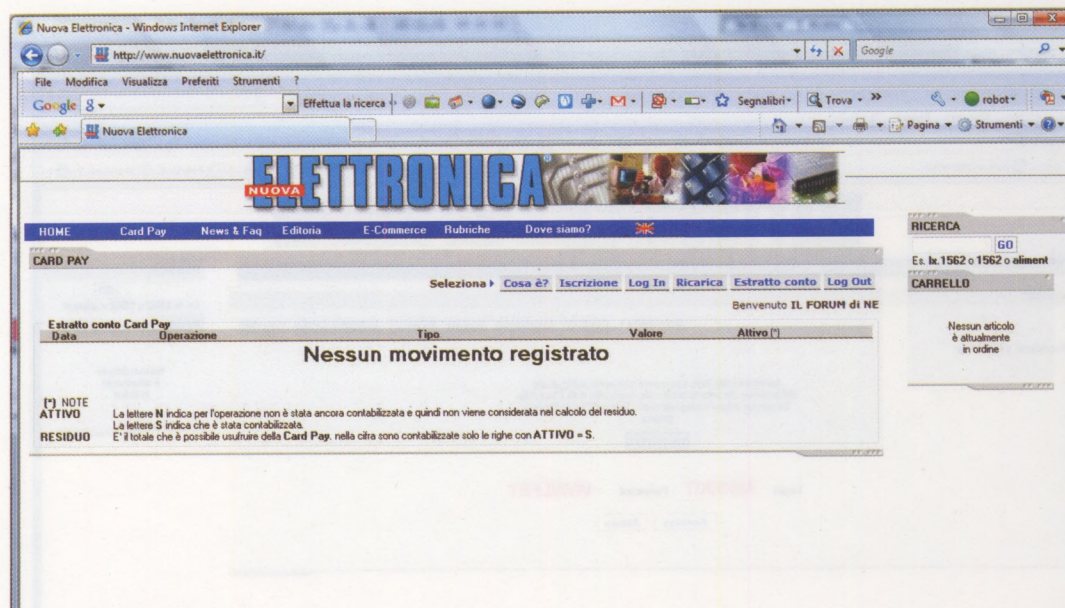 Nuova Elettronica - Windows Internet Explorer
http://www.nuovaelettronica.it/
Google
File Modifica Visualizza Preferiti Strumenti ?
Google
Effettua la ricerca
Segnalibri
Trova
robot
Nuova Elettronica
Pagina
Strumenti
NUOVA ELETTRONICA
HOME Card Pay News & Faq Editoria E-Commerce Rubriche Dove siamo?
RICERCA
GO
Es. lx.1562 o 1562 o aliment
CARD PAY
CARRELLO
Seleziona Cosa è? Iscrizione Log In Ricarica Estratto conto Log Out
Benvenuto IL FORUM di NE
Estratto conto Card Pay
Data Operazione Tipo Valore Attivo (*)
Nessun movimento registrato
Nessun articolo
è attualmente
in ordine
(*) NOTE
ATTIVO La lettere N indica per l'operazione non è stata ancora contabilizzata e quindi non viene considerata nel calcolo del residuo.
La lettere S indica che è stata contabilizzata.
RESIDUO E' il totale che è possibile usufruire della Card Pay, nella cifra sono contabilizzate solo le righe con ATTIVO = S.